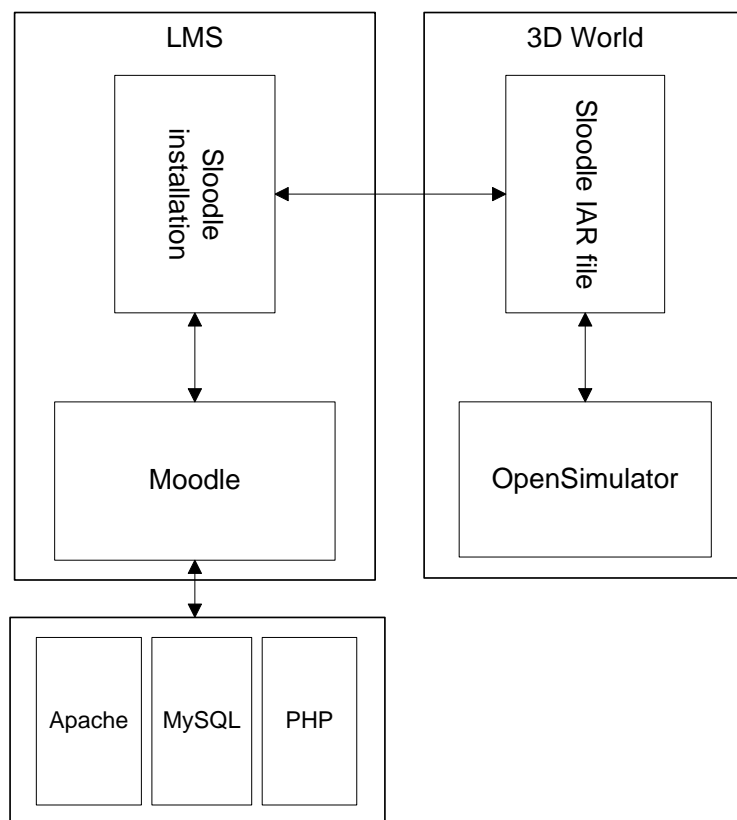 LMS
3D World
Sloodle
installation
Sloodle IAR file
Moodle
OpenSimulator
Apache
MySQL
PHP